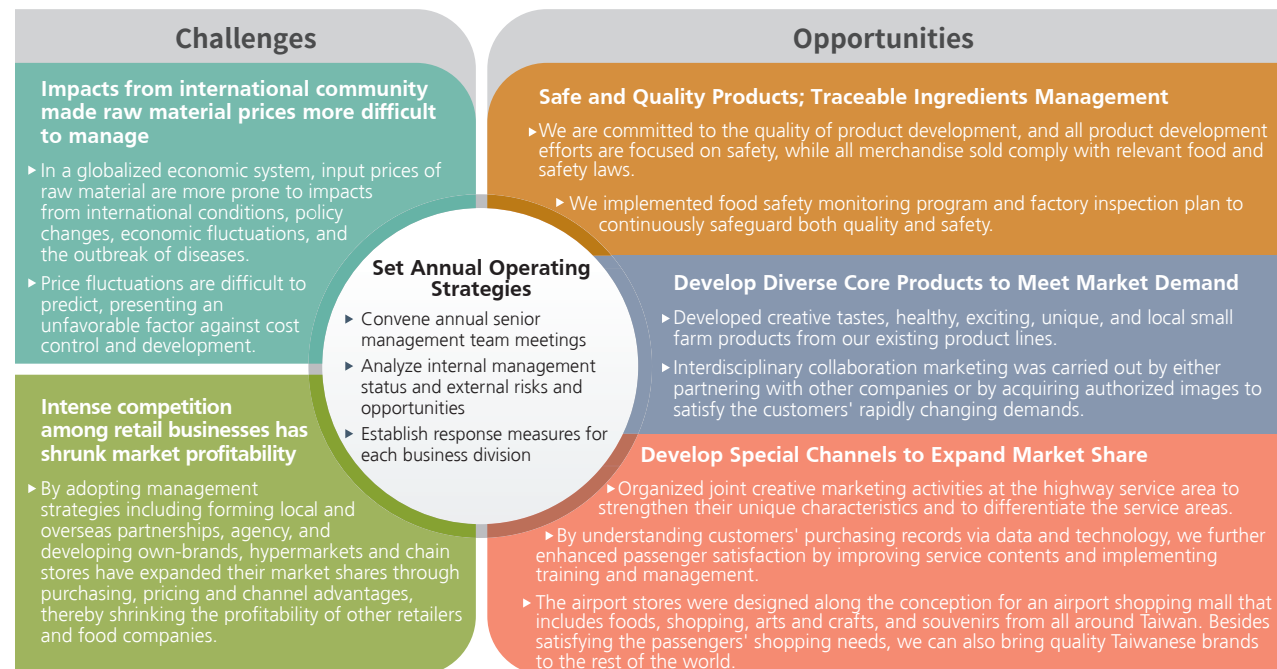 Challenges
Impacts from international community
made raw material prices more difficult
to manage
▸ In a globalized economic system, input prices of
raw material are more prone to impacts
from international conditions, policy
changes, economic fluctuations, and
the outbreak of diseases.
▸ Price fluctuations are difficult to
predict, presenting an
unfavorable factor against cost
control and development.
Intense competition
among retail businesses has
shrunk market profitability
▸ By adopting management
strategies including forming local and
overseas partnerships, agency, and
developing own-brands, hypermarkets and chain
stores have expanded their market shares through
purchasing, pricing and channel advantages,
thereby shrinking the profitability of other retailers
and food companies.
Set Annual Operating
Strategies
▸ Convene annual senior
management team meetings
▸ Analyze internal management
status and external risks and
opportunities
▸ Establish response measures for
each business division
Opportunities
Safe and Quality Products; Traceable Ingredients Management
▸We are committed to the quality of product development, and all product development
efforts are focused on safety, while all merchandise sold comply with relevant food and
safety laws.
▸ We implemented food safety monitoring program and factory inspection plan to
continuously safeguard both quality and safety.
Develop Diverse Core Products to Meet Market Demand
▸Developed creative tastes, healthy, exciting, unique, and local small
farm products from our existing product lines.
▸Interdisciplinary collaboration marketing was carried out by either
partnering with other companies or by acquiring authorized images to
satisfy the customers' rapidly changing demands.
Develop Special Channels to Expand Market Share
▸Organized joint creative marketing activities at the highway service area to
strengthen their unique characteristics and to differentiate the service areas.
▸By understanding customers' purchasing records via data and technology, we further
enhanced passenger satisfaction by improving service contents and implementing
training and management.
▸ The airport stores were designed along the conception for an airport shopping mall that
includes foods, shopping, arts and crafts, and souvenirs from all around Taiwan. Besides
satisfying the passengers' shopping needs, we can also bring quality Taiwanese brands
to the rest of the world.